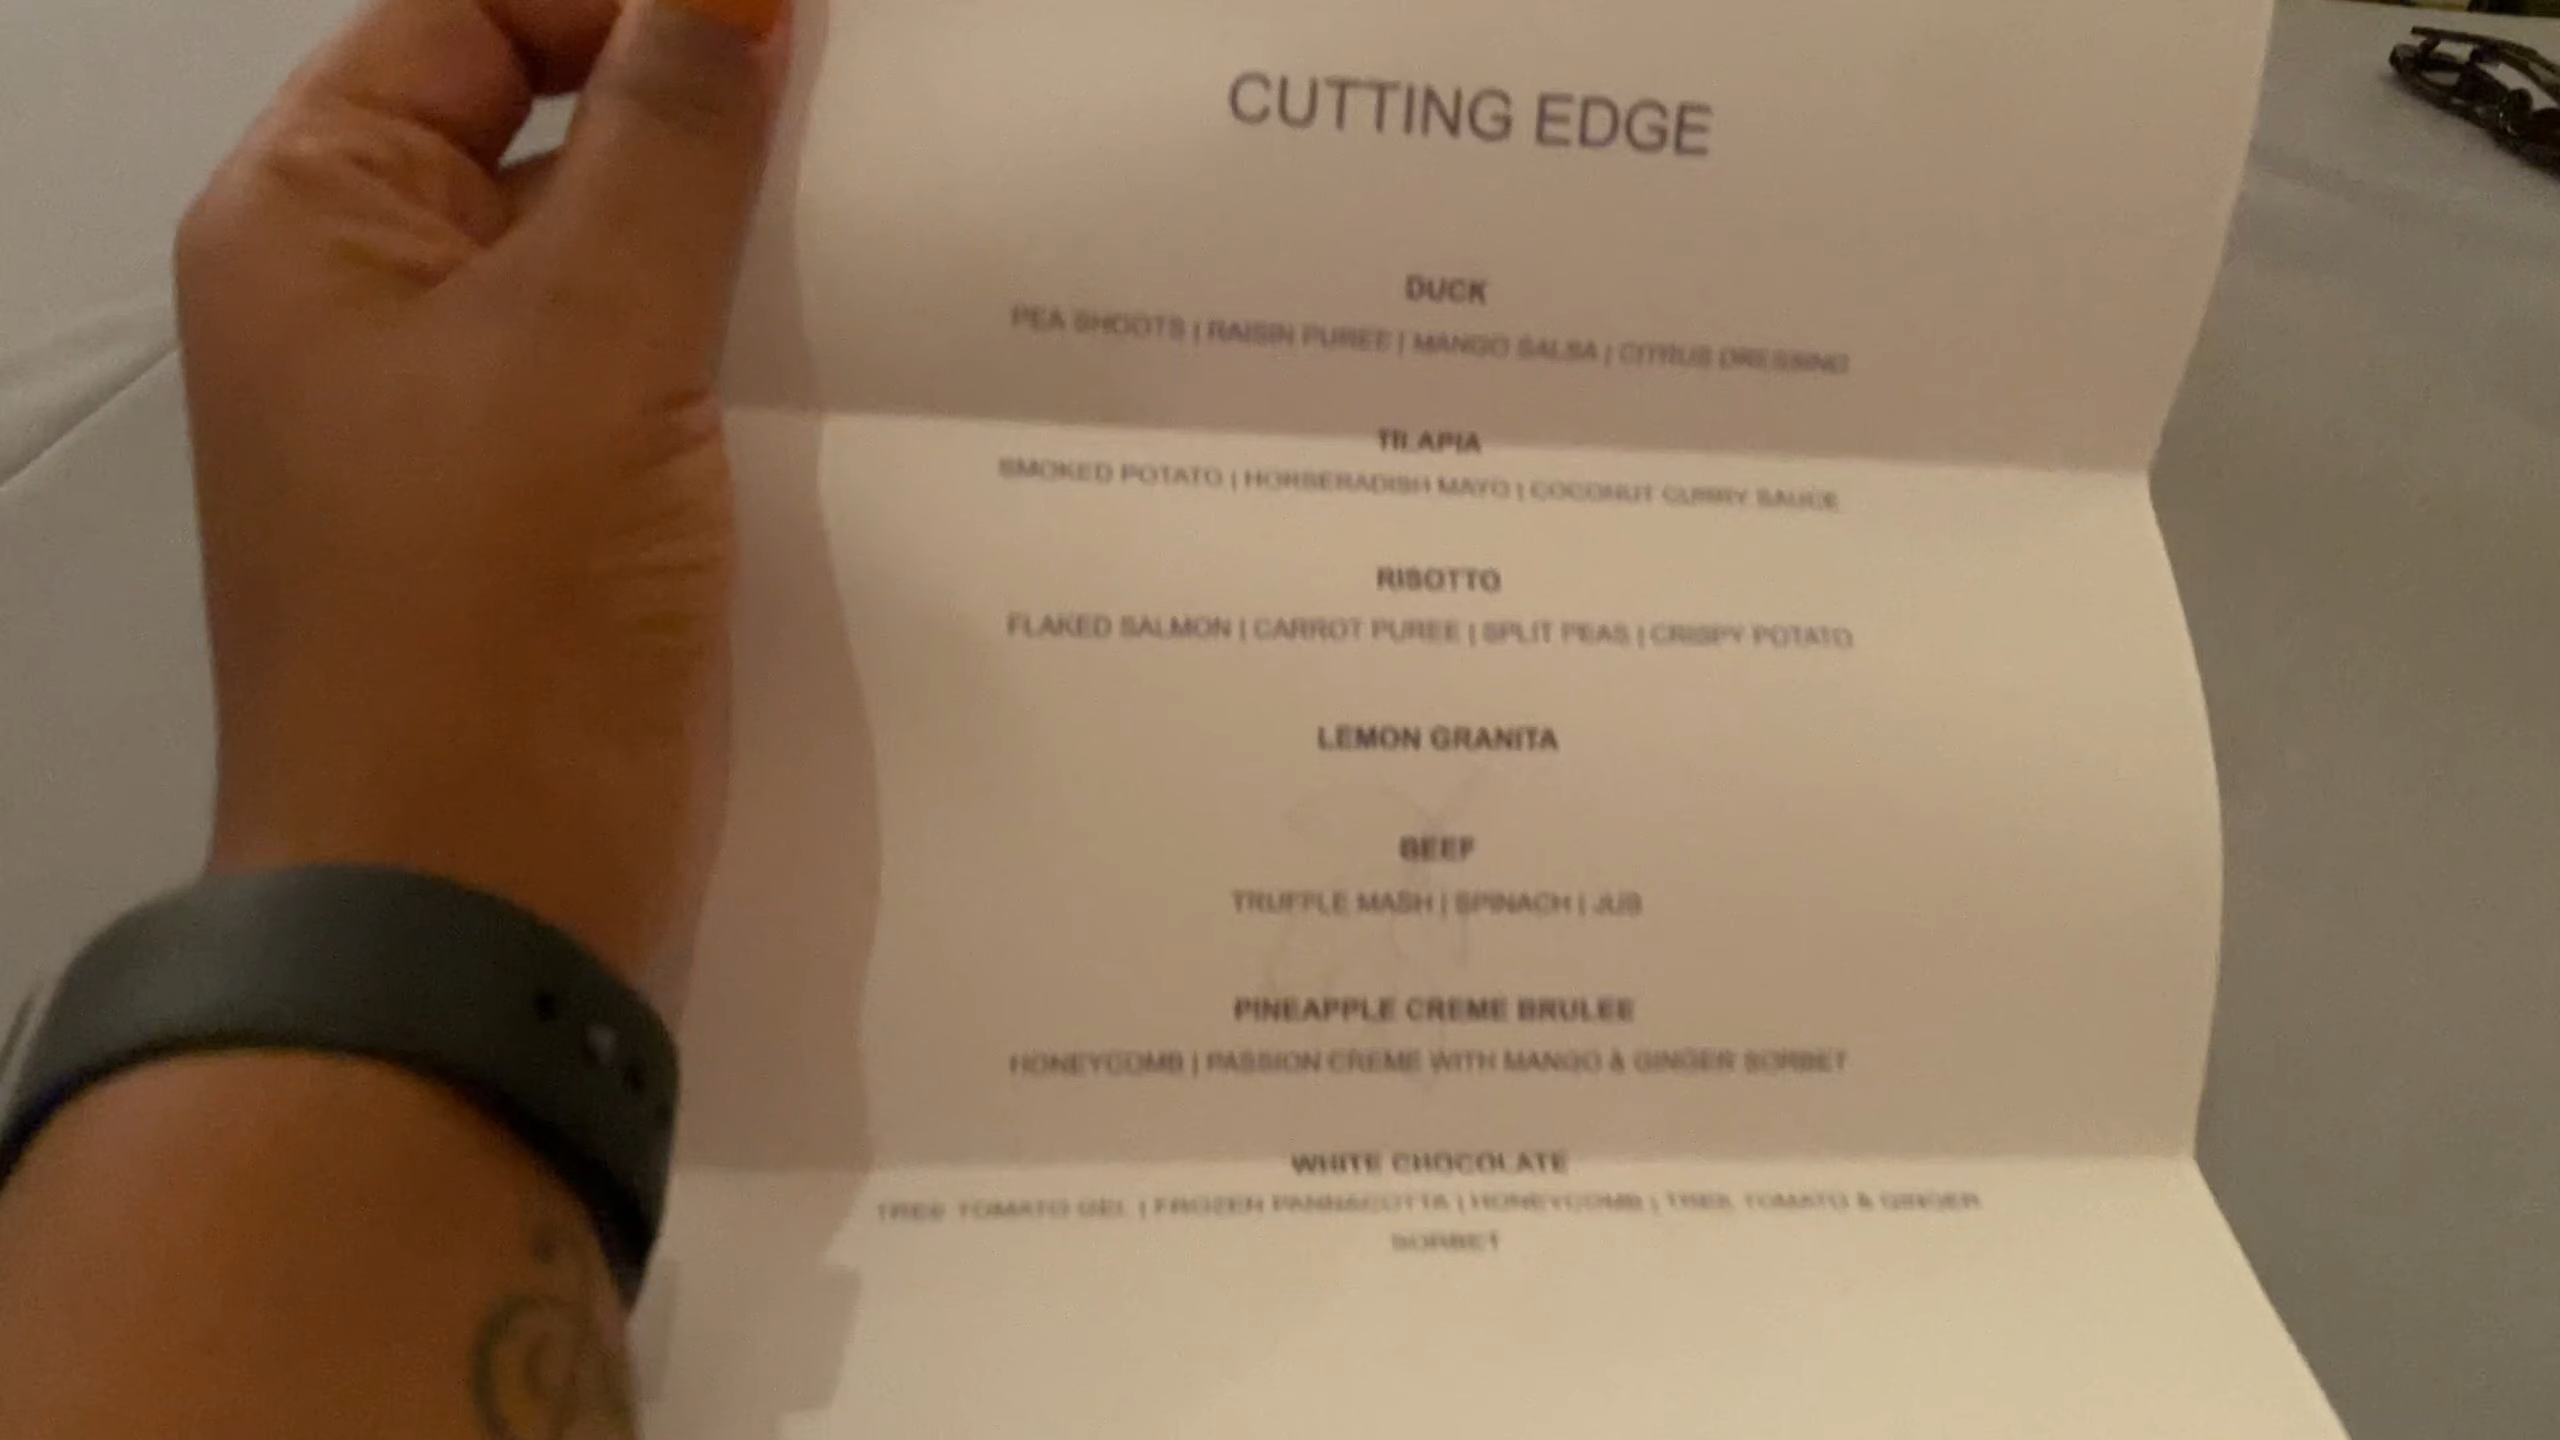 CUTTING EDGE
DUCK
PEA SHOOTS | RAISIN PUREE | MANGO SALSA | CITRUS DRESSING
TILAPIA
SMOKED POTATO | HORSERADISH MAYO | COCONUT CURRY SAUCE
RISOTTO
FLAKED SALMON | CARROT PUREE | SPLIT PEAS | CRISPY POTATO
LEMON GRANITA
BEEF
TRUFFLE MASH | SPINACH | JUS
PINEAPPLE CREME BRULEE
HONEYCOMB | PASSION CREME WITH MANGO & GINGER SORBET
WHITE CHOCOLATE
TREE TOMATO GEL | FROZEN PANNACOTTA | HONEYCOMB | TREE TOMATO & GINGER
SORBET